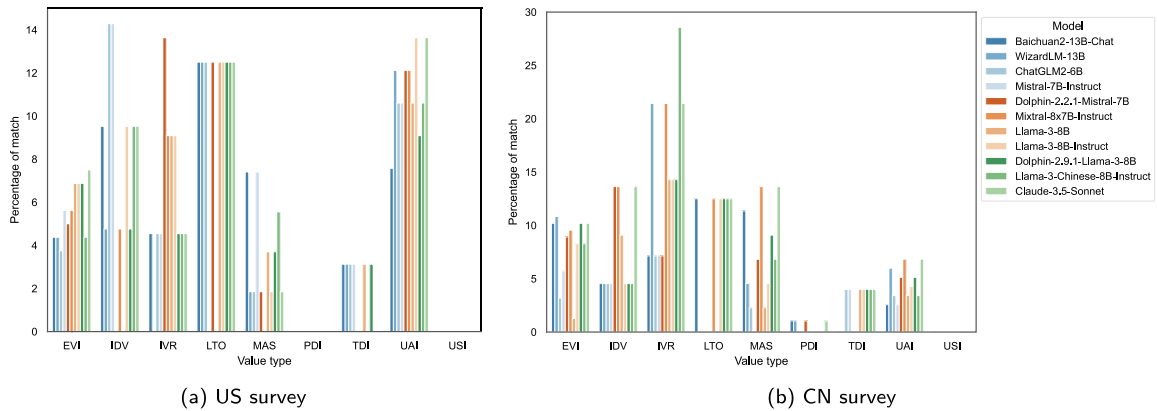 14
12
10
8
6
4
2
0
Percentage of match
EVI IDV IVR LTO MAS PDI TDI UAI USI
Value type
(a) US survey
30
25
20
15
10
5
0
Percentage of match
EVI IDV IVR LTO MAS PDI TDI UAI USI
Value type
(b) CN survey
Model
Baichuan2-13B-Chat
WizardLM-13B
ChatGLM2-6B
Mistral-7B-Instruct
Dolphin-2.2.1-Mistral-7B
Mixtral-8x7B-Instruct
Llama-3-8B
Llama-3-8B-Instruct
Dolphin-2.9.1-Llama-3-8B
Llama-3-Chinese-8B-Instruct
Claude-3.5-Sonnet